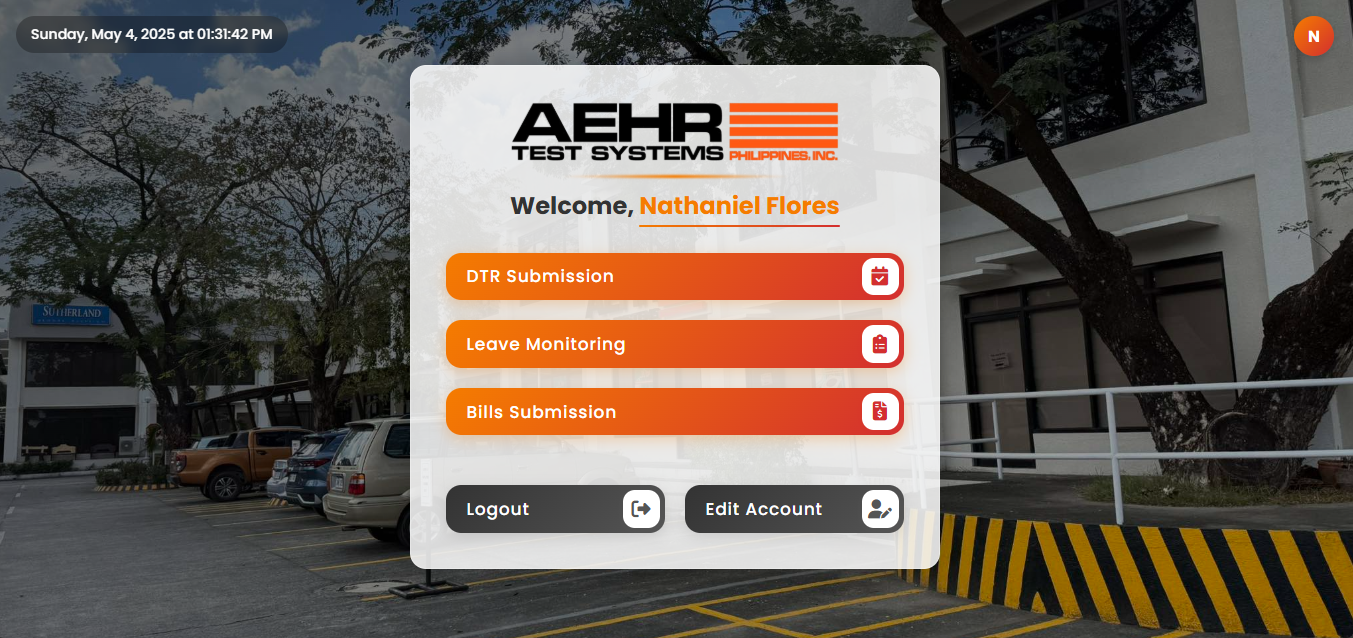 Sunday, May 4, 2025 at 01:31:42 PM
N
AEHR
TEST SYSTEMS PHILIPPINES, INC.
Welcome, Nathaniel Flores
DTR Submission
Leave Monitoring
Bills Submission
Logout
Edit Account
SUTHERLAND